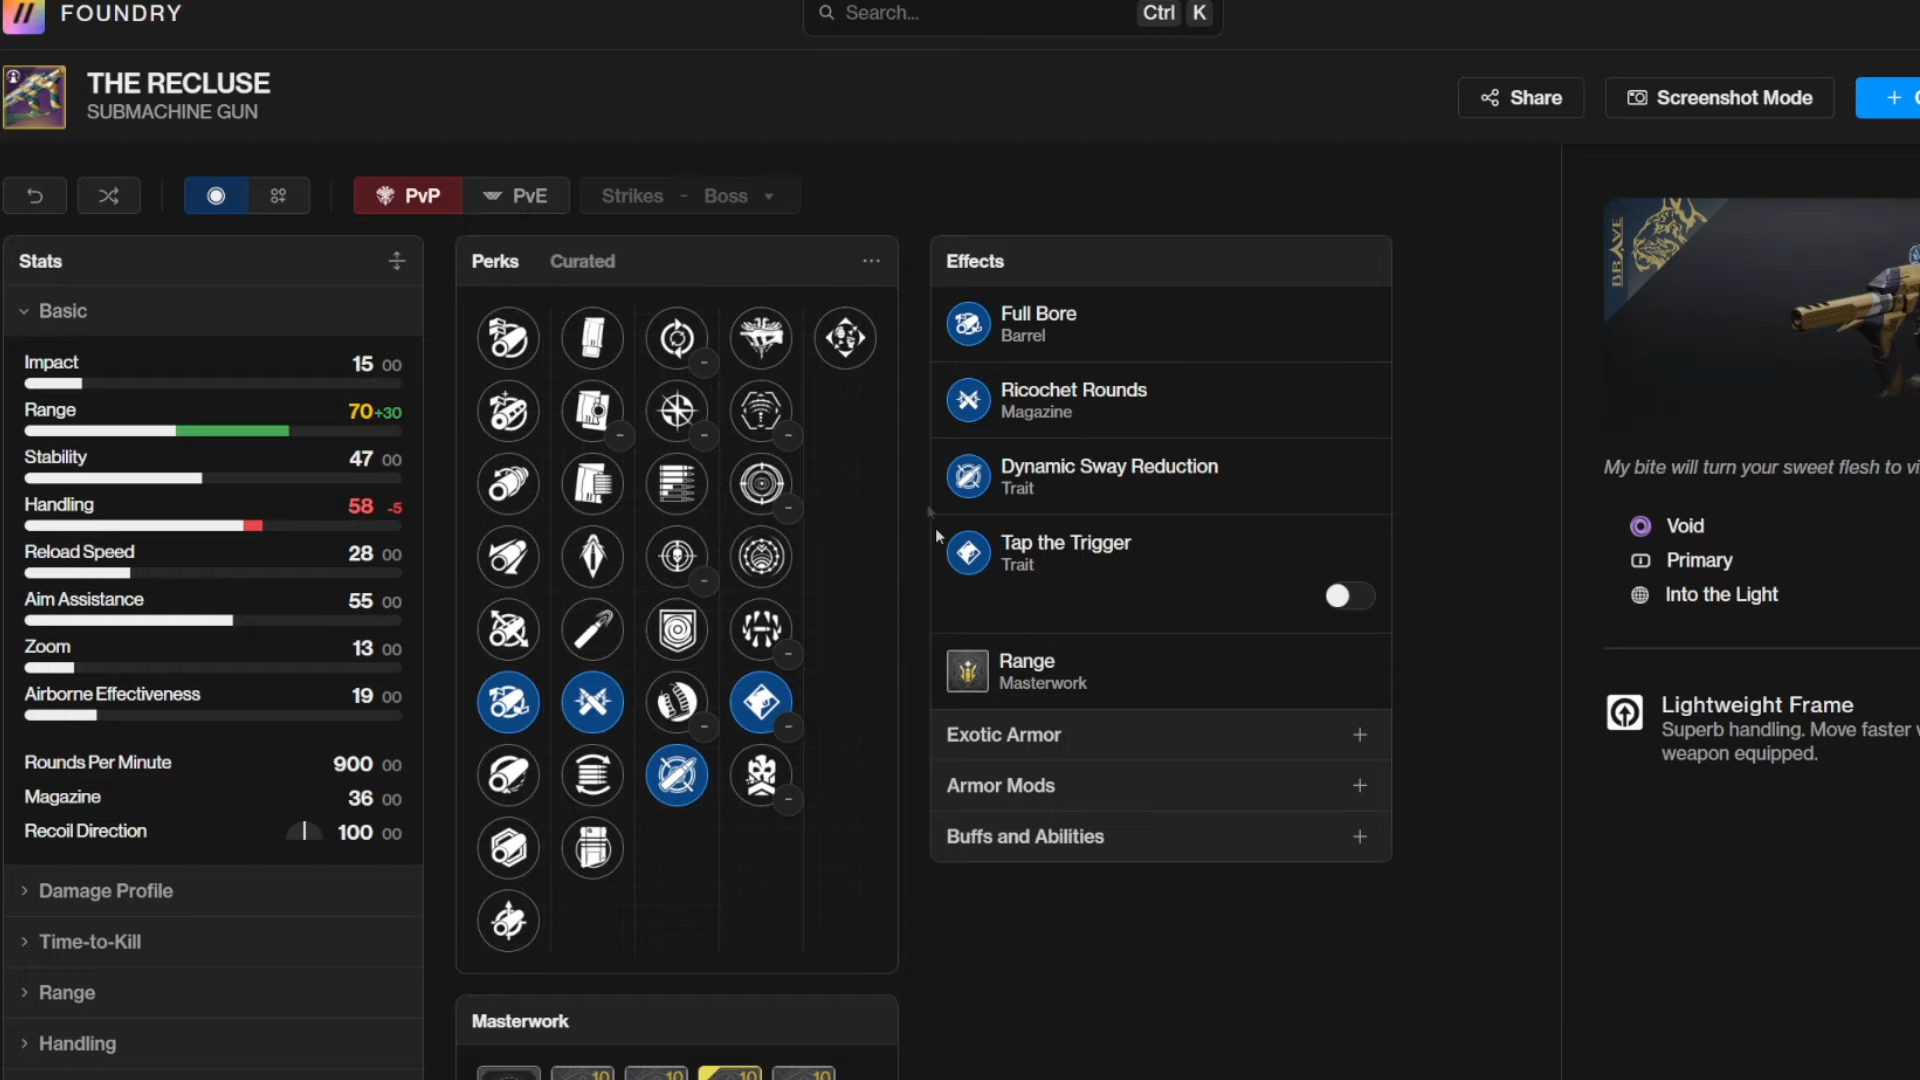 FOUNDRY
Search...
Ctrl K
THE RECLUSE
SUBMACHINE GUN
Share
Screenshot Mode
PvP
PvE
Strikes - Boss
Stats
Basic
Impact 15 00
Range 70 +30
Stability 47 00
Handling 58 -5
Reload Speed 28 00
Aim Assistance 55 00
Zoom 13 00
Airborne Effectiveness 19 00
Rounds Per Minute 900 00
Magazine 36 00
Recoil Direction 100 00
Damage Profile
Time-to-Kill
Range
Handling
Perks Curated
Masterwork
10 10 10 10
Effects
Full Bore
Barrel
Ricochet Rounds
Magazine
Dynamic Sway Reduction
Trait
Tap the Trigger
Trait
Range
Masterwork
Exotic Armor
Armor Mods
Buffs and Abilities
BRAVE
My bite will turn your sweet flesh to
Void
Primary
Into the Light
Lightweight Frame
Superb handling. Move faster
weapon equipped.